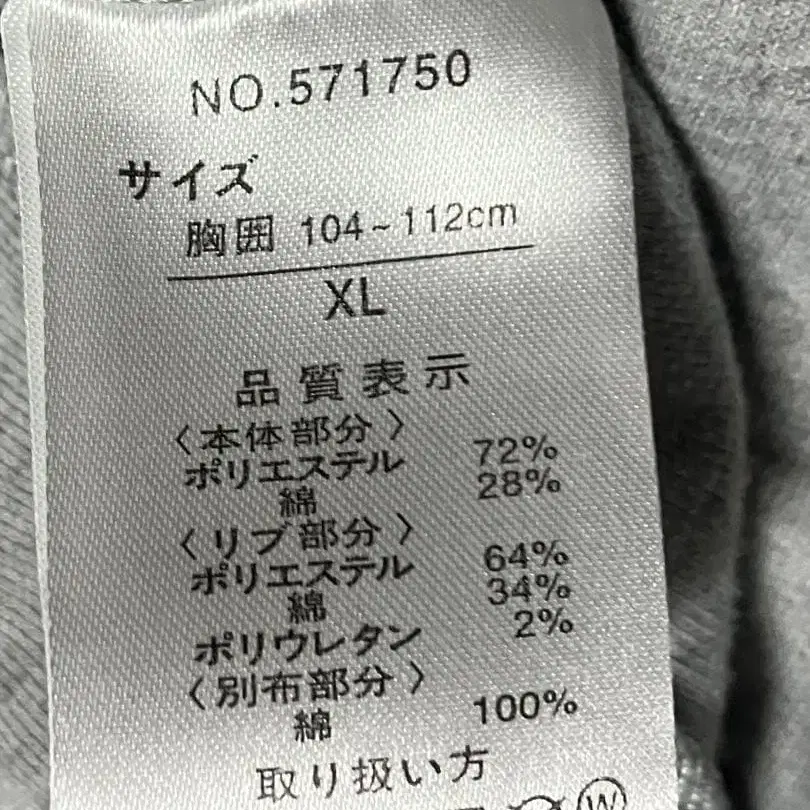 NO.571750
サイズ
胸囲 104~112cm
XL
品質表示
〈本体部分〉
ポリエステル 72%
綿 28%
〈リブ部分〉
ポリエステル 64%
綿 34%
ポリウレタン 2%
〈別布部分〉
綿 100%
取り扱い方
W